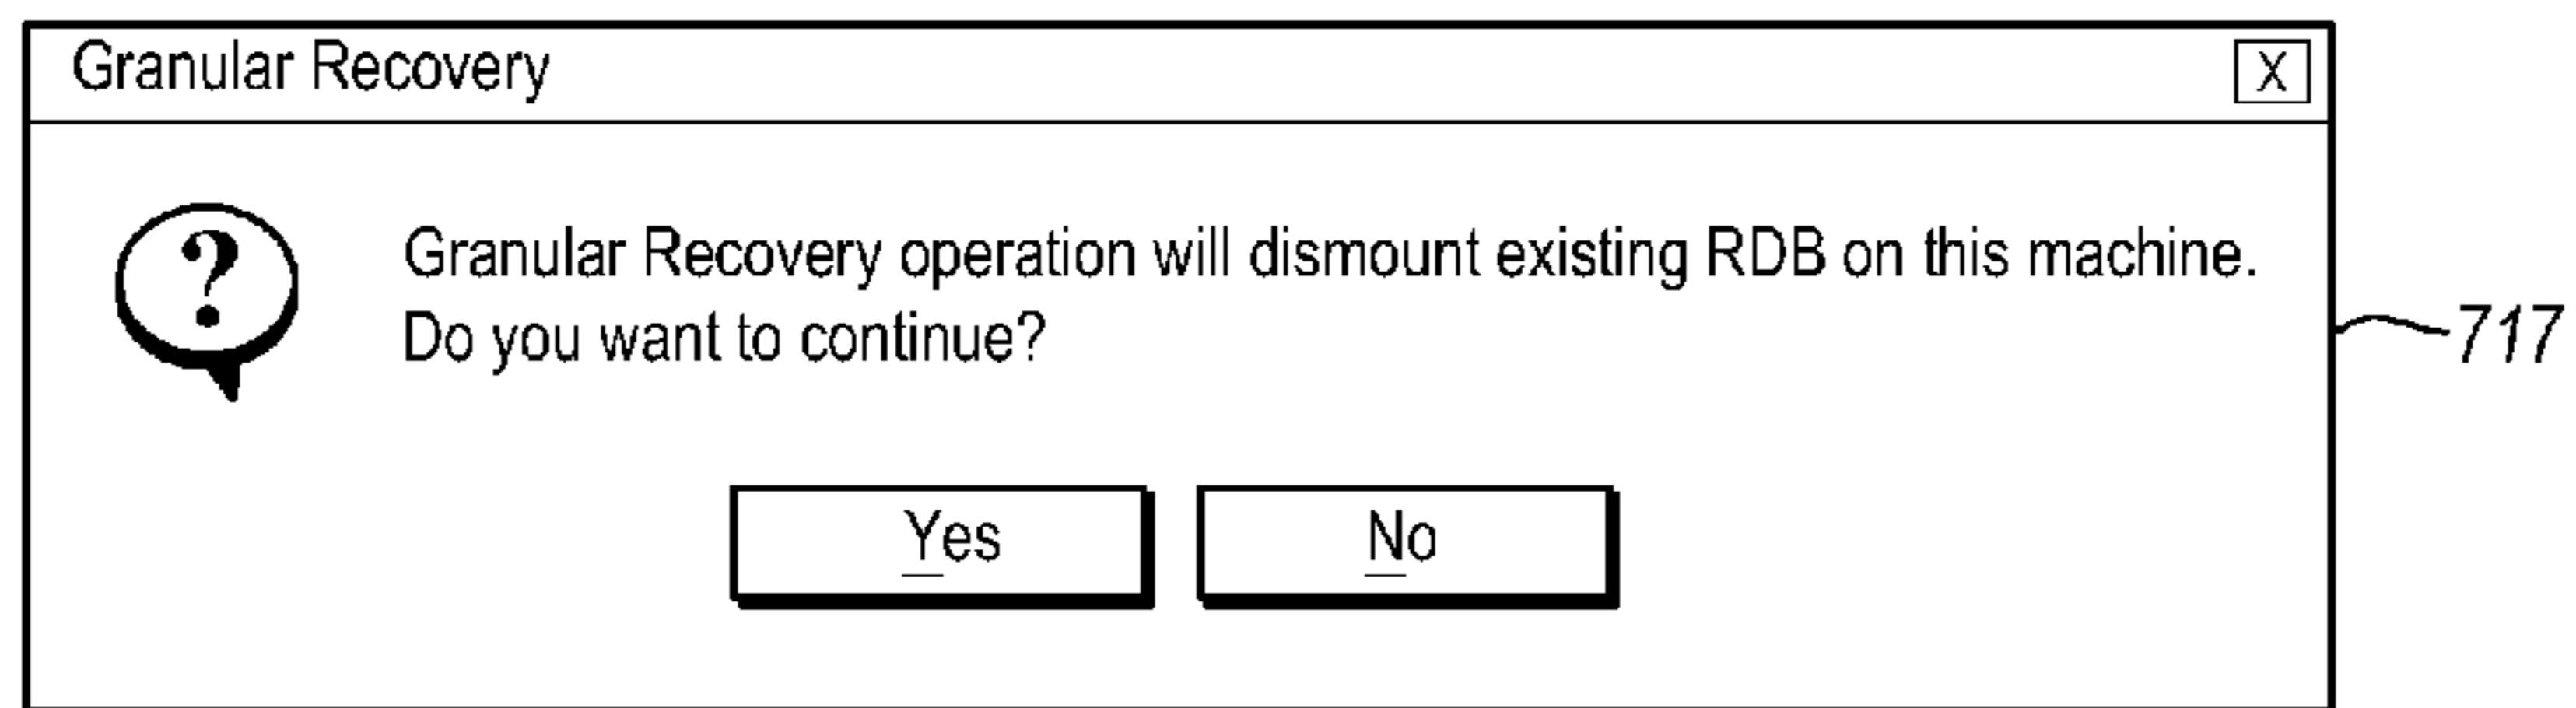 Granular Recovery X
?
Granular Recovery operation will dismount existing RDB on this machine.
Do you want to continue?
717
Yes No